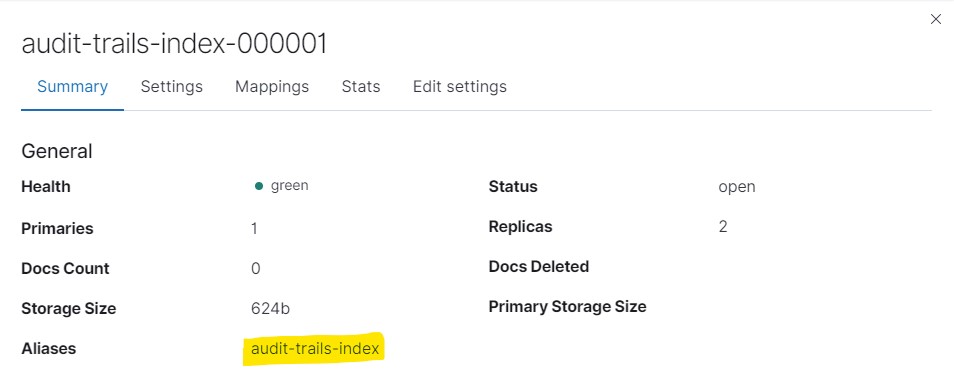 audit-trails-index-000001
Summary Settings Mappings Stats Edit settings
General
Health green Status open
Primaries 1 Replicas 2
Docs Count 0 Docs Deleted
Storage Size 624b Primary Storage Size
Aliases audit-trails-index